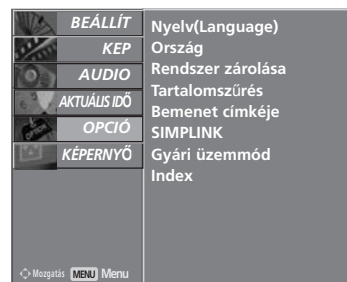 BEÁLLÍT
KEP
AUDIO
AKTUÁLIS IDŐ
OPCIÓ
KÉPERNYŐ
Mozgatás MENU Menu
Nyelv(Language)
Ország
Rendszer zárolása
Tartalomszűrés
Bemenet címkéje
SIMPLINK
Gyári üzemmód
Index